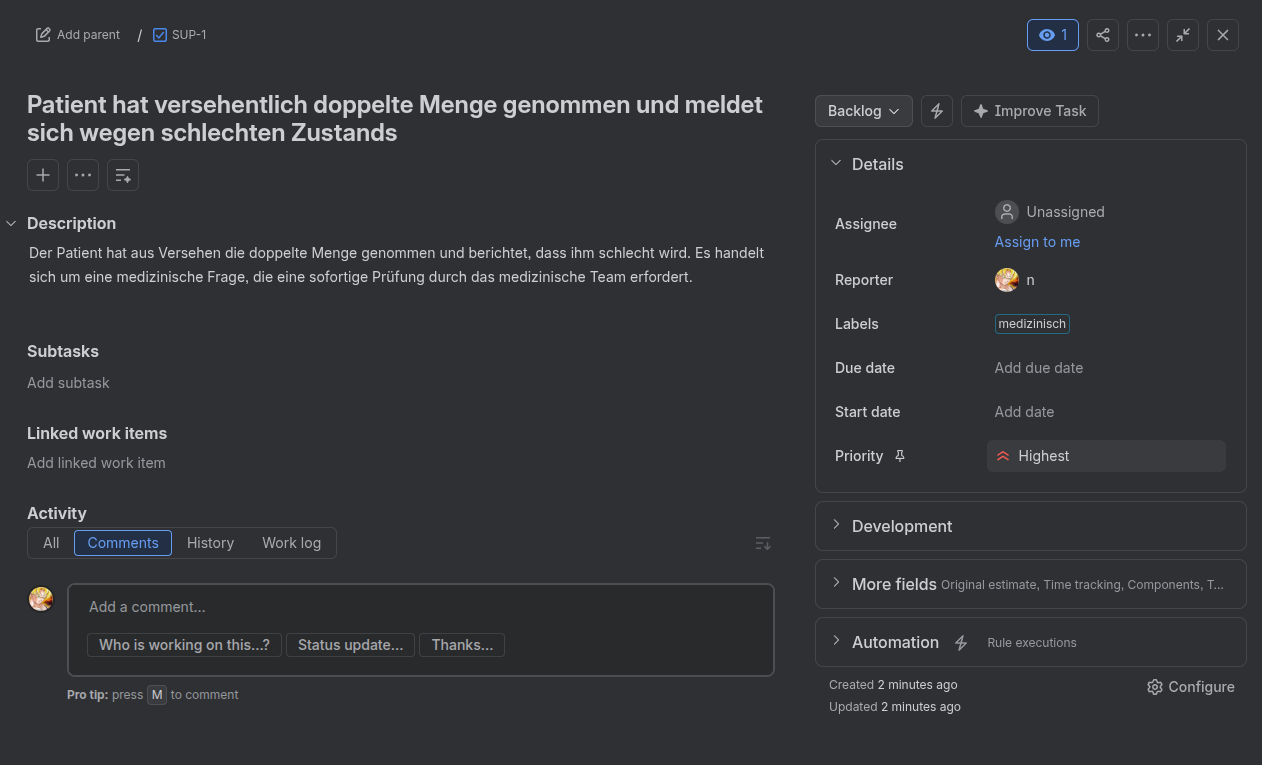 Add parent / SUP-1
1
Patient hat versehentlich doppelte Menge genommen und meldet
sich wegen schlechten Zustands
Description
Der Patient hat aus Versehen die doppelte Menge genommen und berichtet, dass ihm schlecht wird. Es handelt
sich um eine medizinische Frage, die eine sofortige Prüfung durch das medizinische Team erfordert.
Subtasks
Add subtask
Linked work items
Add linked work item
Activity
All Comments History Work log
Add a comment...
Who is working on this...? Status update... Thanks...
Pro tip: press M to comment
Backlog Improve Task
Details
Assignee Unassigned
Assign to me
Reporter n
Labels medizinisch
Due date Add due date
Start date Add date
Priority Highest
Development
More fields Original estimate, Time tracking, Components, T...
Automation Rule executions
Created 2 minutes ago Configure
Updated 2 minutes ago